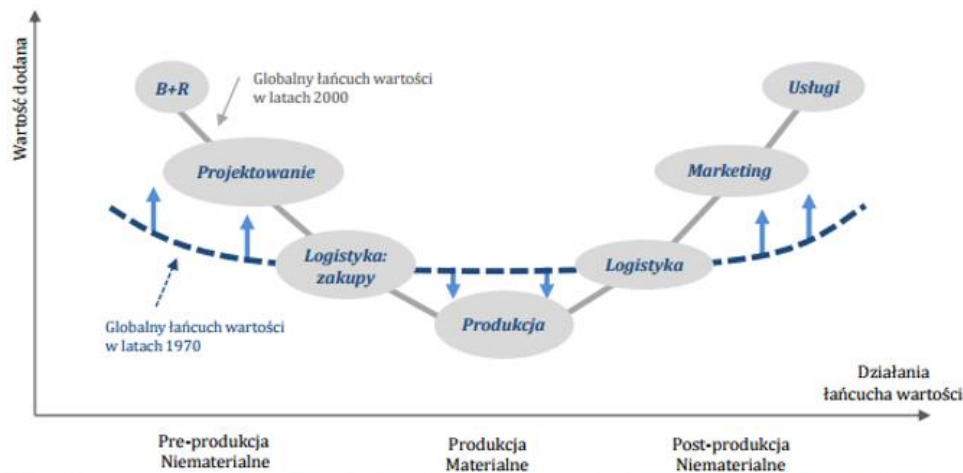 Wartość dodana
B+R
Globalny łańcuch wartości
w latach 2000
Usługi
Projektowanie
Marketing
Logistyka:
zakupy
Logistyka
Produkcja
Globalny łańcuch wartości
w latach 1970
Działania
łańcucha wartości
Pre-produkcja
Niematerialne
Produkcja
Materialne
Post-produkcja
Niematerialne